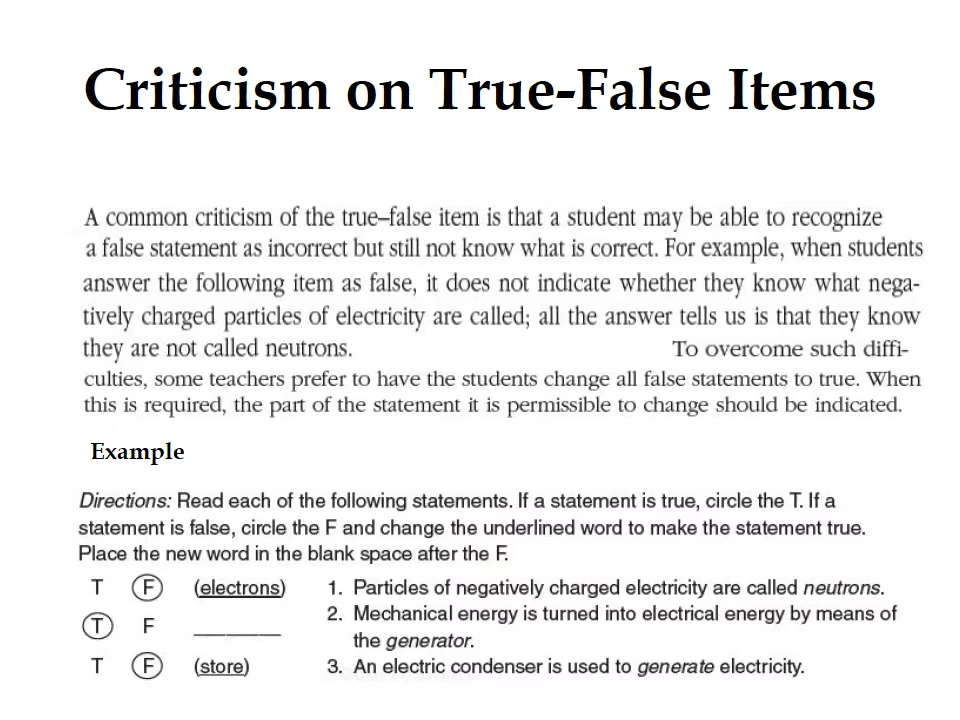 Criticism on True-False Items
A common criticism of the true–false item is that a student may be able to recognize
a false statement as incorrect but still not know what is correct. For example, when students
answer the following item as false, it does not indicate whether they know what nega-
tively charged particles of electricity are called; all the answer tells us is that they know
they are not called neutrons. To overcome such diffi-
culties, some teachers prefer to have the students change all false statements to true. When
this is required, the part of the statement it is permissible to change should be indicated.
Example
Directions: Read each of the following statements. If a statement is true, circle the T. If a
statement is false, circle the F and change the underlined word to make the statement true.
Place the new word in the blank space after the F.
T F (electrons) 1. Particles of negatively charged electricity are called neutrons.
T F ________ 2. Mechanical energy is turned into electrical energy by means of
the generator.
T F (store) 3. An electric condenser is used to generate electricity.